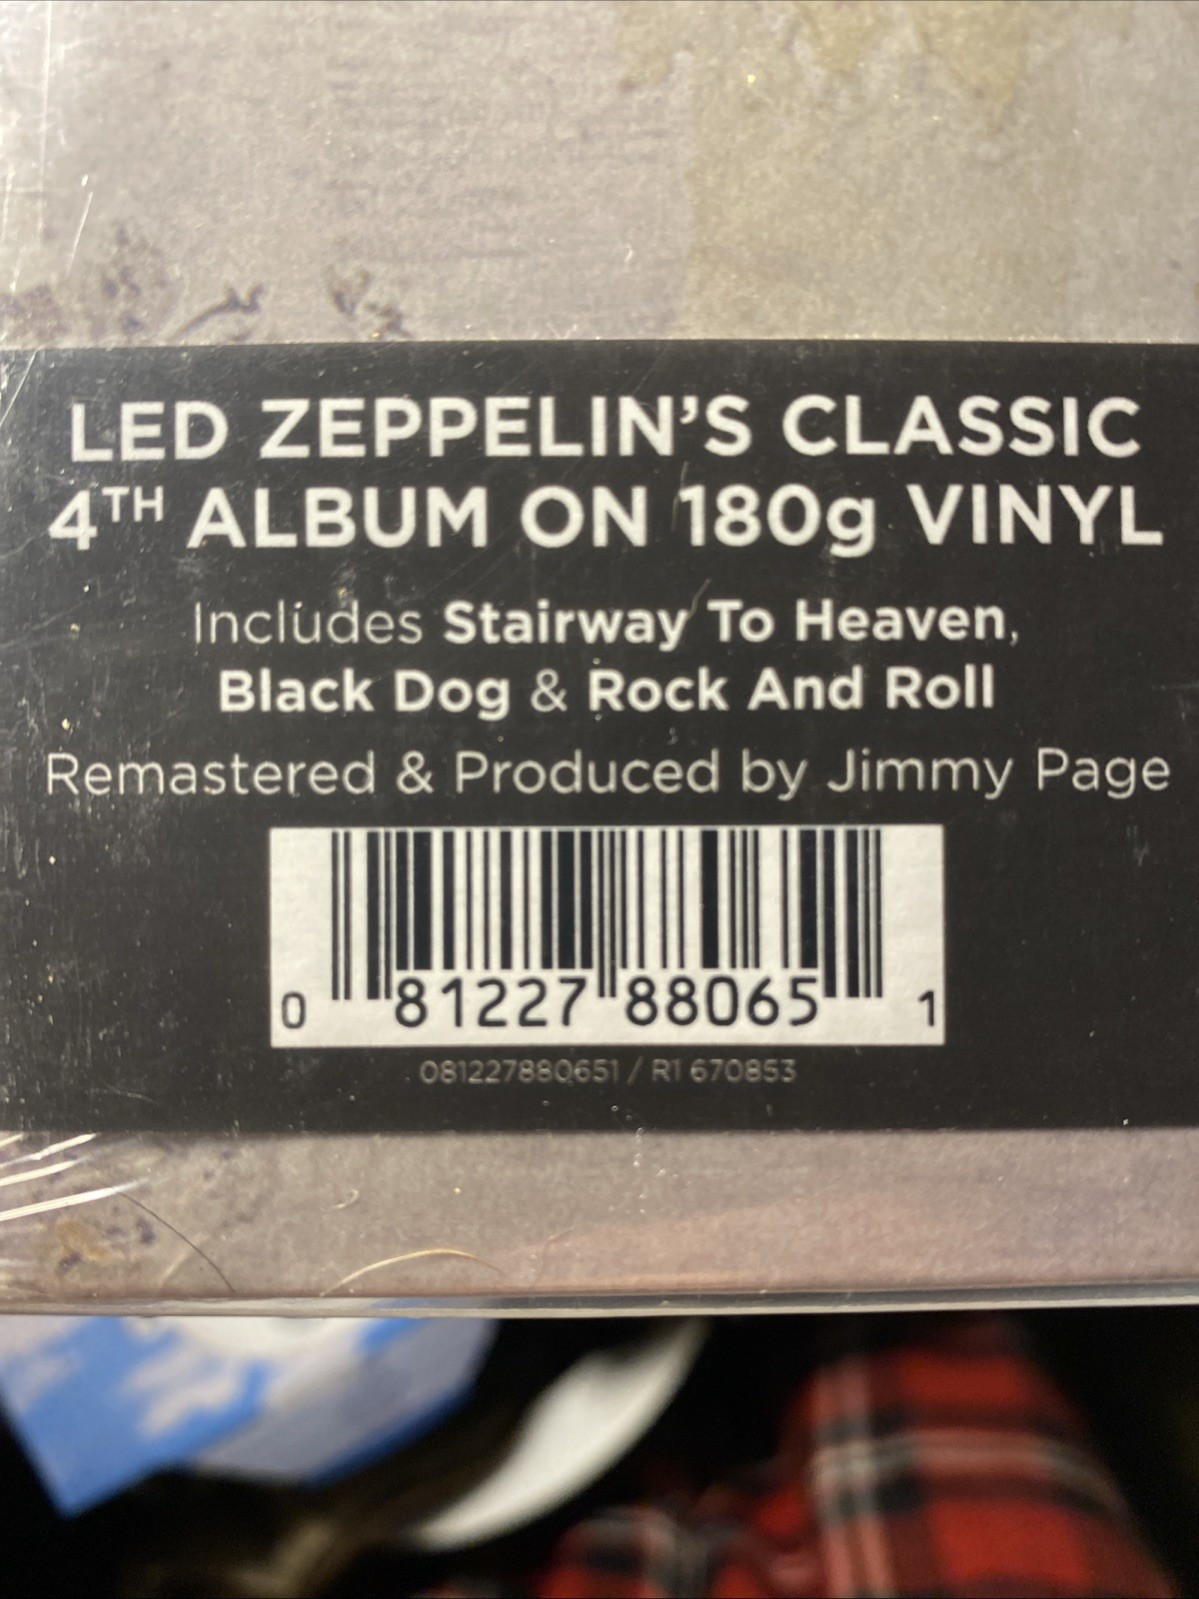 LED ZEPPELIN'S CLASSIC
4TH ALBUM ON 180g VINYL
Includes Stairway To Heaven,
Black Dog & Rock And Roll
Remastered & Produced by Jimmy Page
0 81227 88065 1
081227880651 / R1 670853